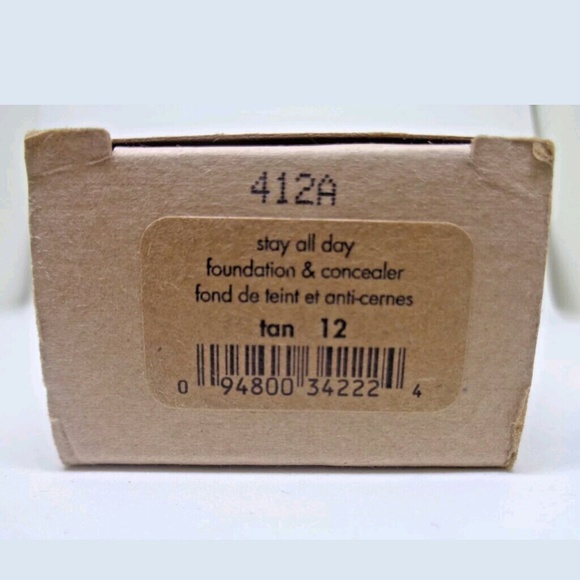 412A
stay all day
foundation & concealer
fond de teint et anti-cernes
tan 12
0 94800 34222 4